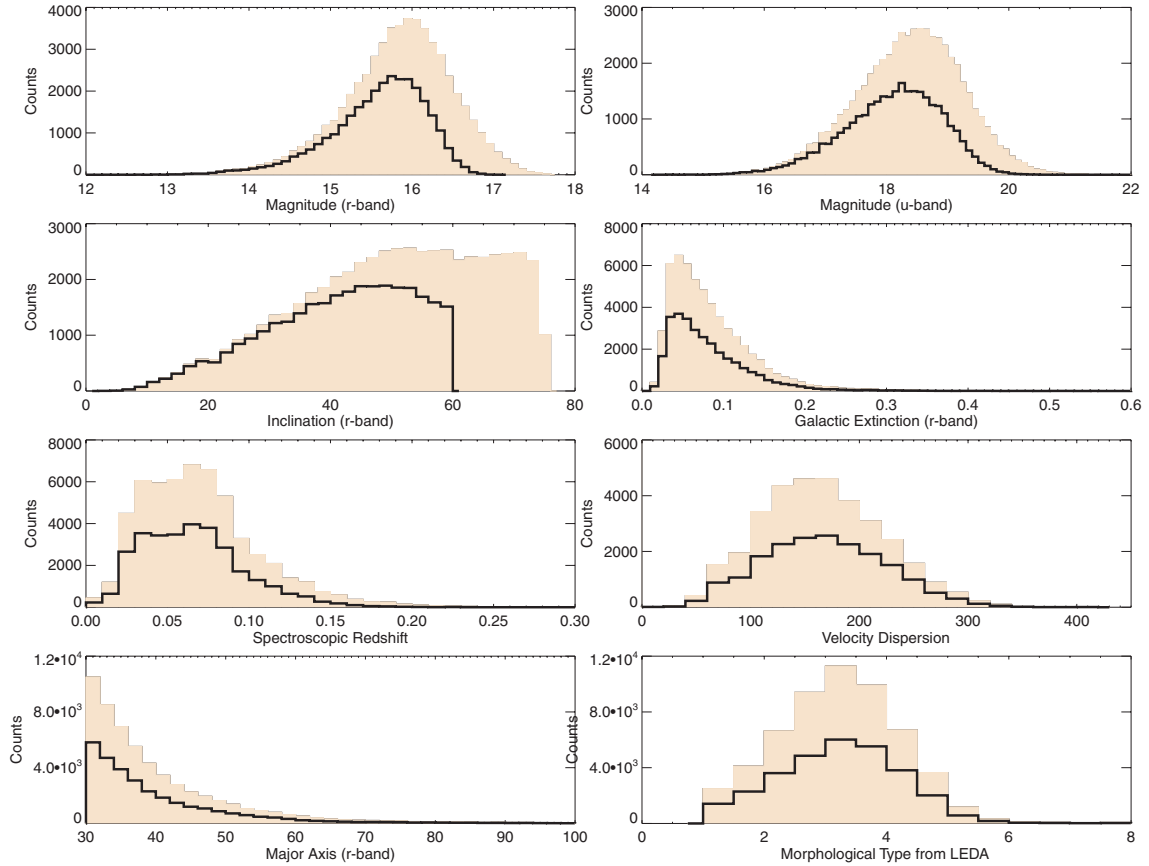 4000
3000
2000
1000
0
Counts
12 13 14 15 16 17 18
Magnitude (r-band)
3000
2000
1000
0
Counts
14 16 18 20 22
Magnitude (u-band)
3000
2000
1000
0
Counts
0 20 40 60 80
Inclination (r-band)
8000
6000
4000
2000
0
Counts
0.0 0.1 0.2 0.3 0.4 0.5 0.6
Galactic Extinction (r-band)
8000
6000
4000
2000
0
Counts
0.00 0.05 0.10 0.15 0.20 0.25 0.30
Spectroscopic Redshift
6000
4000
2000
0
Counts
0 100 200 300 400
Velocity Dispersion
1.2•10⁴
8.0•10³
4.0•10³
0
Counts
30 40 50 60 70 80 90 100
Major Axis (r-band)
1.2•10⁴
8.0•10³
4.0•10³
0
Counts
0 2 4 6 8
Morphological Type from LEDA